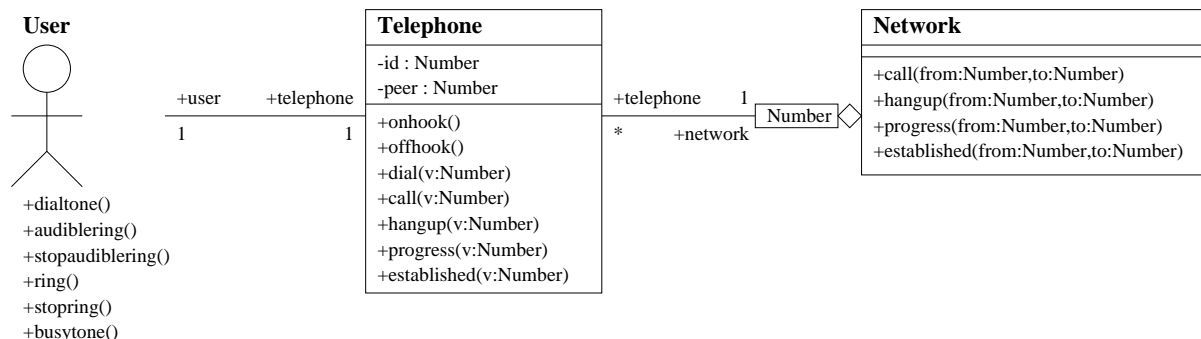 User
+dialtone()
+audiblering()
+stopaudiblering()
+ring()
+stopring()
+busytone()
+user
+telephone
1
1
Telephone
-id : Number
-peer : Number
+onhook()
+offhook()
+dial(v:Number)
+call(v:Number)
+hangup(v:Number)
+progress(v:Number)
+established(v:Number)
+telephone
1
*
+network
Number
Network
+call(from:Number,to:Number)
+hangup(from:Number,to:Number)
+progress(from:Number,to:Number)
+established(from:Number,to:Number)